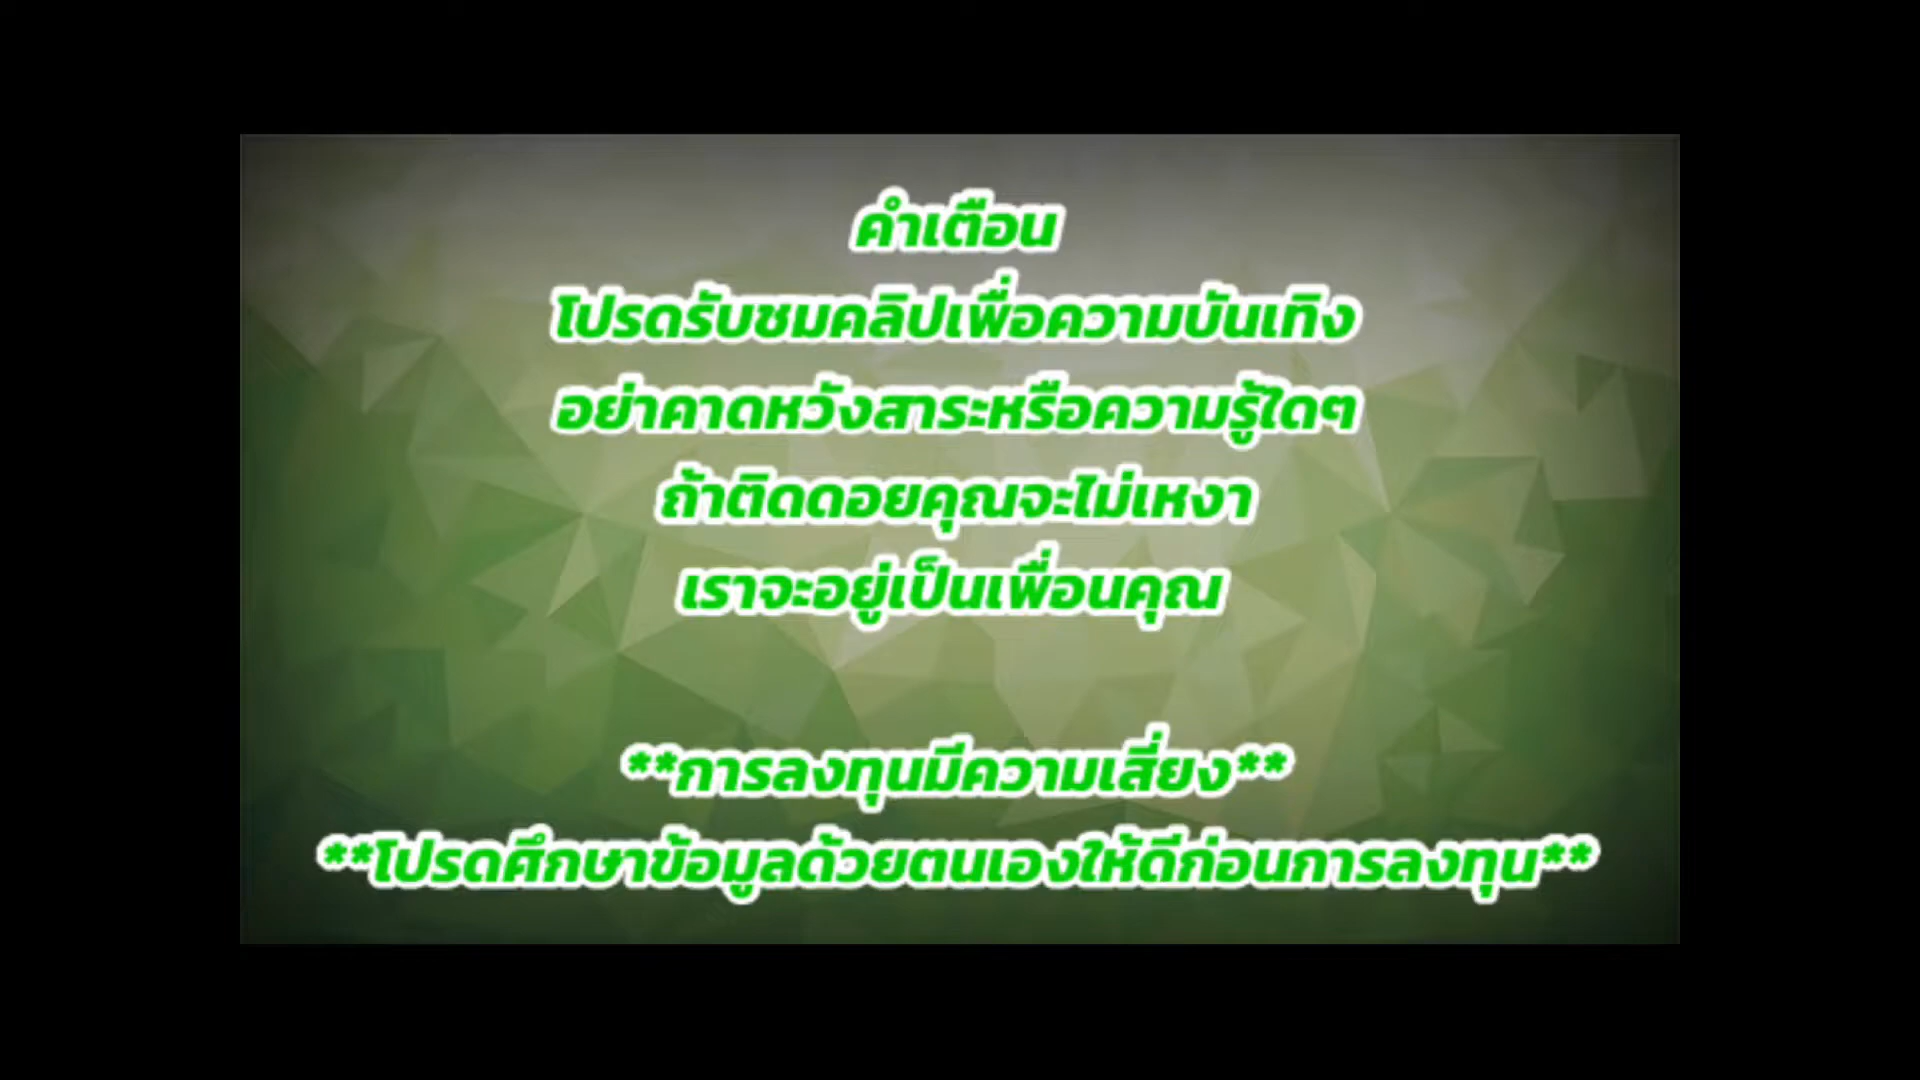 คำเตือน
โปรดรับชมคลิปเพื่อความบันเทิง
อย่าคาดหวังสาระหรือความรู้ใดๆ
ถ้าติดดอยคุณจะไม่เหงา
เราจะอยู่เป็นเพื่อนคุณ
**การลงทุนมีความเสี่ยง**
**โปรดศึกษาข้อมูลด้วยตนเองให้ดีก่อนการลงทุน**